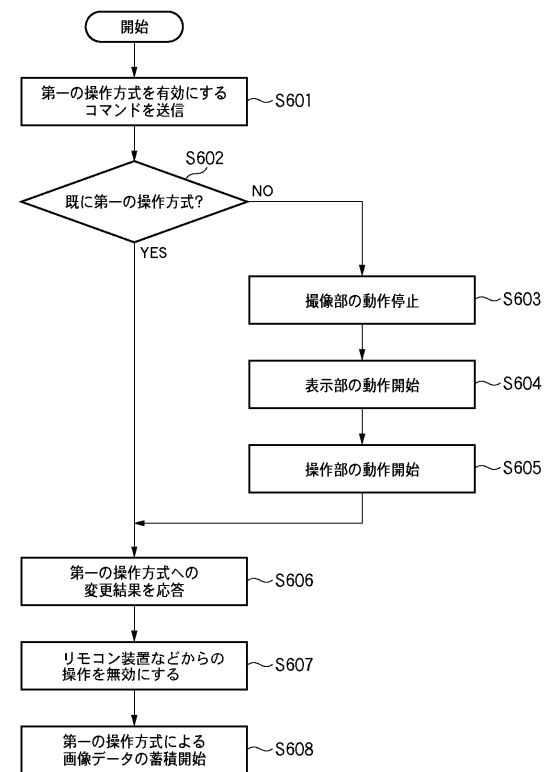 開始
第一の操作方式を有効にする
コマンドを送信
S601
S602
既に第一の操作方式?
NO
YES
撮像部の動作停止
S603
表示部の動作開始
S604
操作部の動作開始
S605
第一の操作方式への
変更結果を応答
S606
リモコン装置などからの
操作を無効にする
S607
第一の操作方式による
画像データの蓄積開始
S608